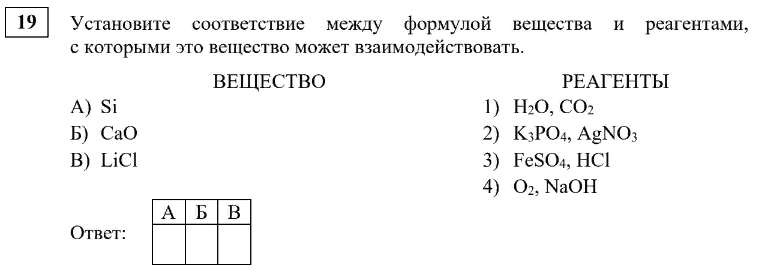 19 Установите соответствие между формулой вещества и реагентами,
с которыми это вещество может взаимодействовать.
ВЕЩЕСТВО РЕАГЕНТЫ
А) Si 1) H₂O, CO₂
Б) CaO 2) K₃PO₄, AgNO₃
В) LiCl 3) FeSO₄, HCl
4) O₂, NaOH
А Б В
Ответ: